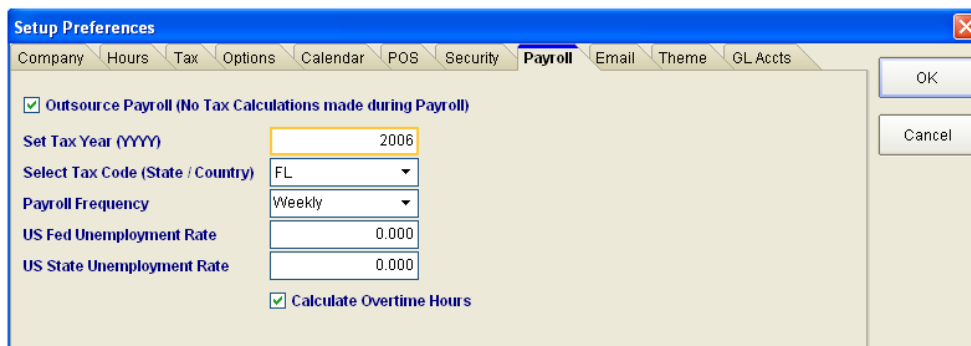 Setup Preferences
Company Hours Tax Options Calendar POS Security Payroll Email Theme GL Accts
OK
Outsource Payroll (No Tax Calculations made during Payroll)
Cancel
Set Tax Year (YYYY) 2006
Select Tax Code (State / Country) FL
Payroll Frequency Weekly
US Fed Unemployment Rate 0.000
US State Unemployment Rate 0.000
Calculate Overtime Hours